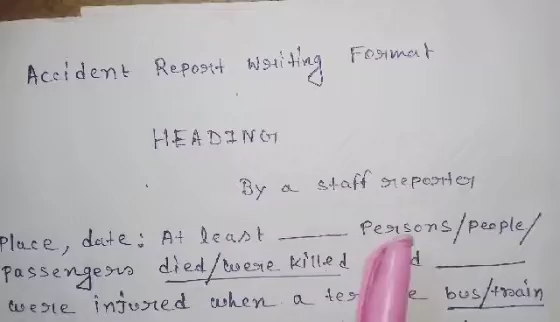 Accident Report Writing Format
HEADING
By a staff reporter
Place, date: At least ____ Persons/people/
passengers died/were killed ____
were injured when a bus/train